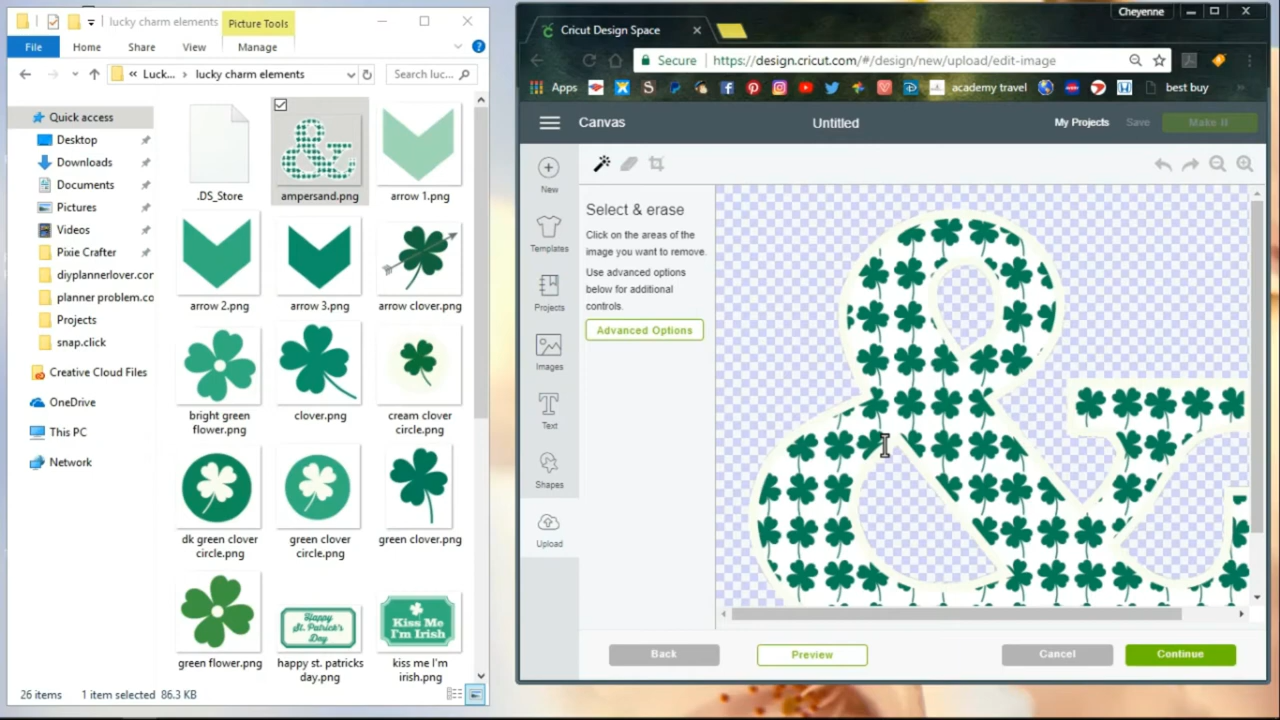 lucky charm elements
Picture Tools
File
Home
Share
View
Manage
« Luck...
lucky charm elements
Search luc...
Quick access
Desktop
Downloads
Documents
Pictures
Videos
Pixie Crafter
diyplannerlover.cor
planner problem.co
Projects
snap.click
Creative Cloud Files
OneDrive
This PC
Network
.DS_Store
ampersand.png
arrow 1.png
arrow 2.png
arrow 3.png
arrow clover.png
bright green
flower.png
clover.png
cream clover
circle.png
dk green clover
circle.png
green clover
circle.png
green clover.png
green flower.png
Happy
St. Patrick's
Day
happy st. patricks
day.png
Kiss Me
I'm Irish
kiss me I'm
irish.png
26 items
1 item selected
86.3 KB
Cheyenne
Cricut Design Space
Secure
https://design.cricut.com/#/design/new/upload/edit-image
Apps
academy travel
best buy
Canvas
Untitled
My Projects
Save
Make It
New
Templates
Projects
Images
Text
Shapes
Upload
Select & erase
Click on the areas of the
image you want to remove.
Use advanced options
below for additional
controls.
Advanced Options
&
Back
Preview
Cancel
Continue